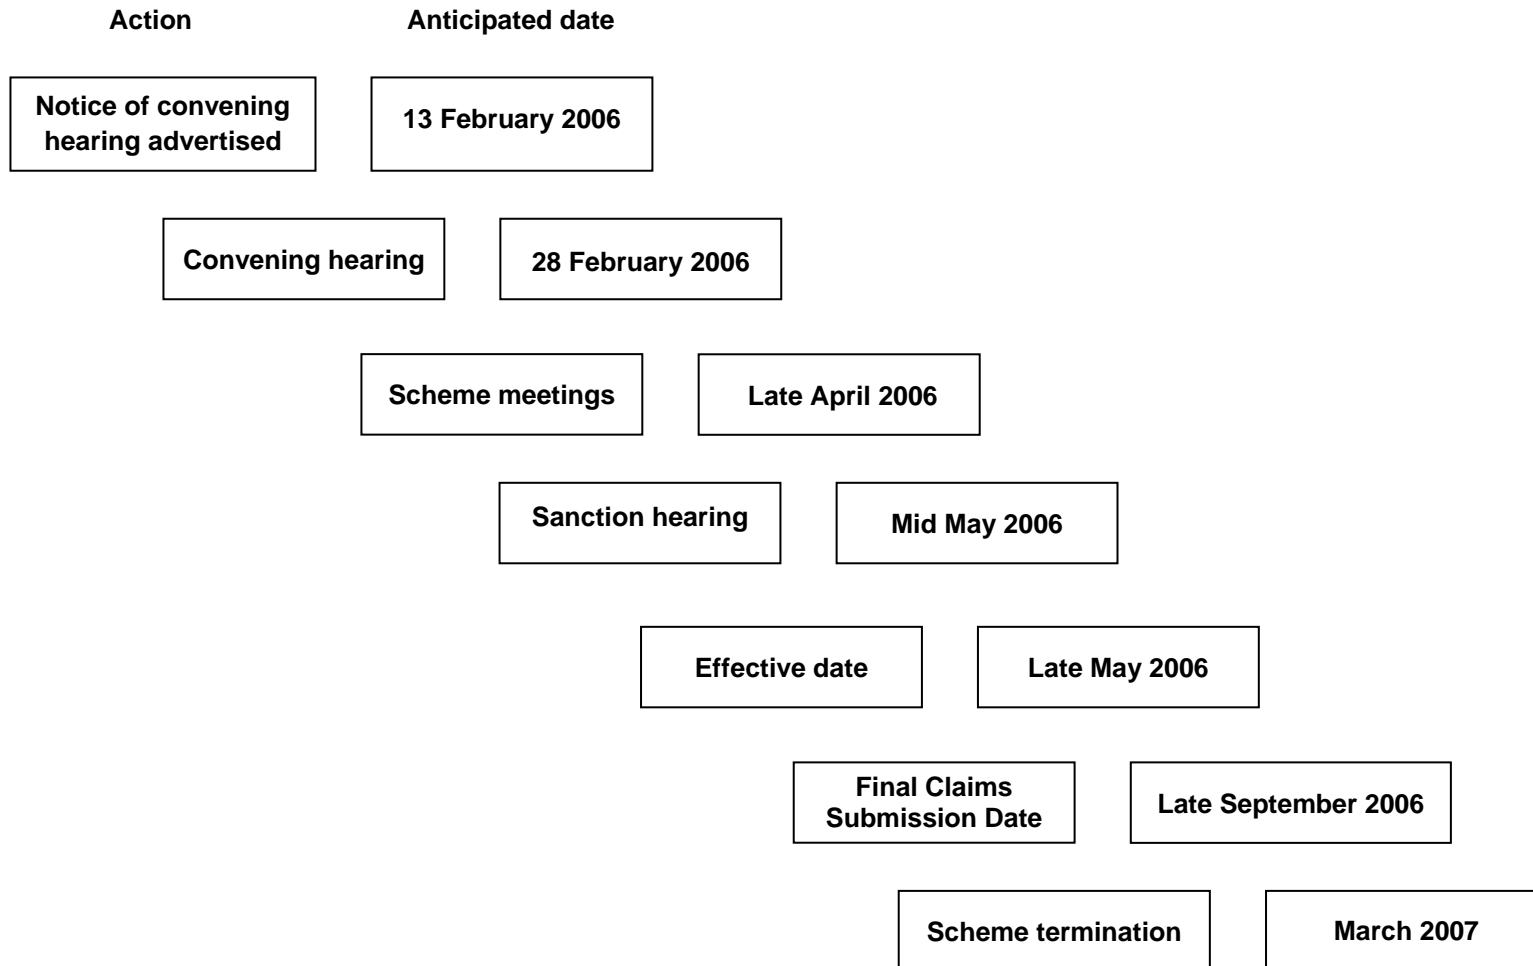 Action
Anticipated date
Notice of convening
hearing advertised
13 February 2006
Convening hearing
28 February 2006
Scheme meetings
Late April 2006
Sanction hearing
Mid May 2006
Effective date
Late May 2006
Final Claims
Submission Date
Late September 2006
Scheme termination
March 2007